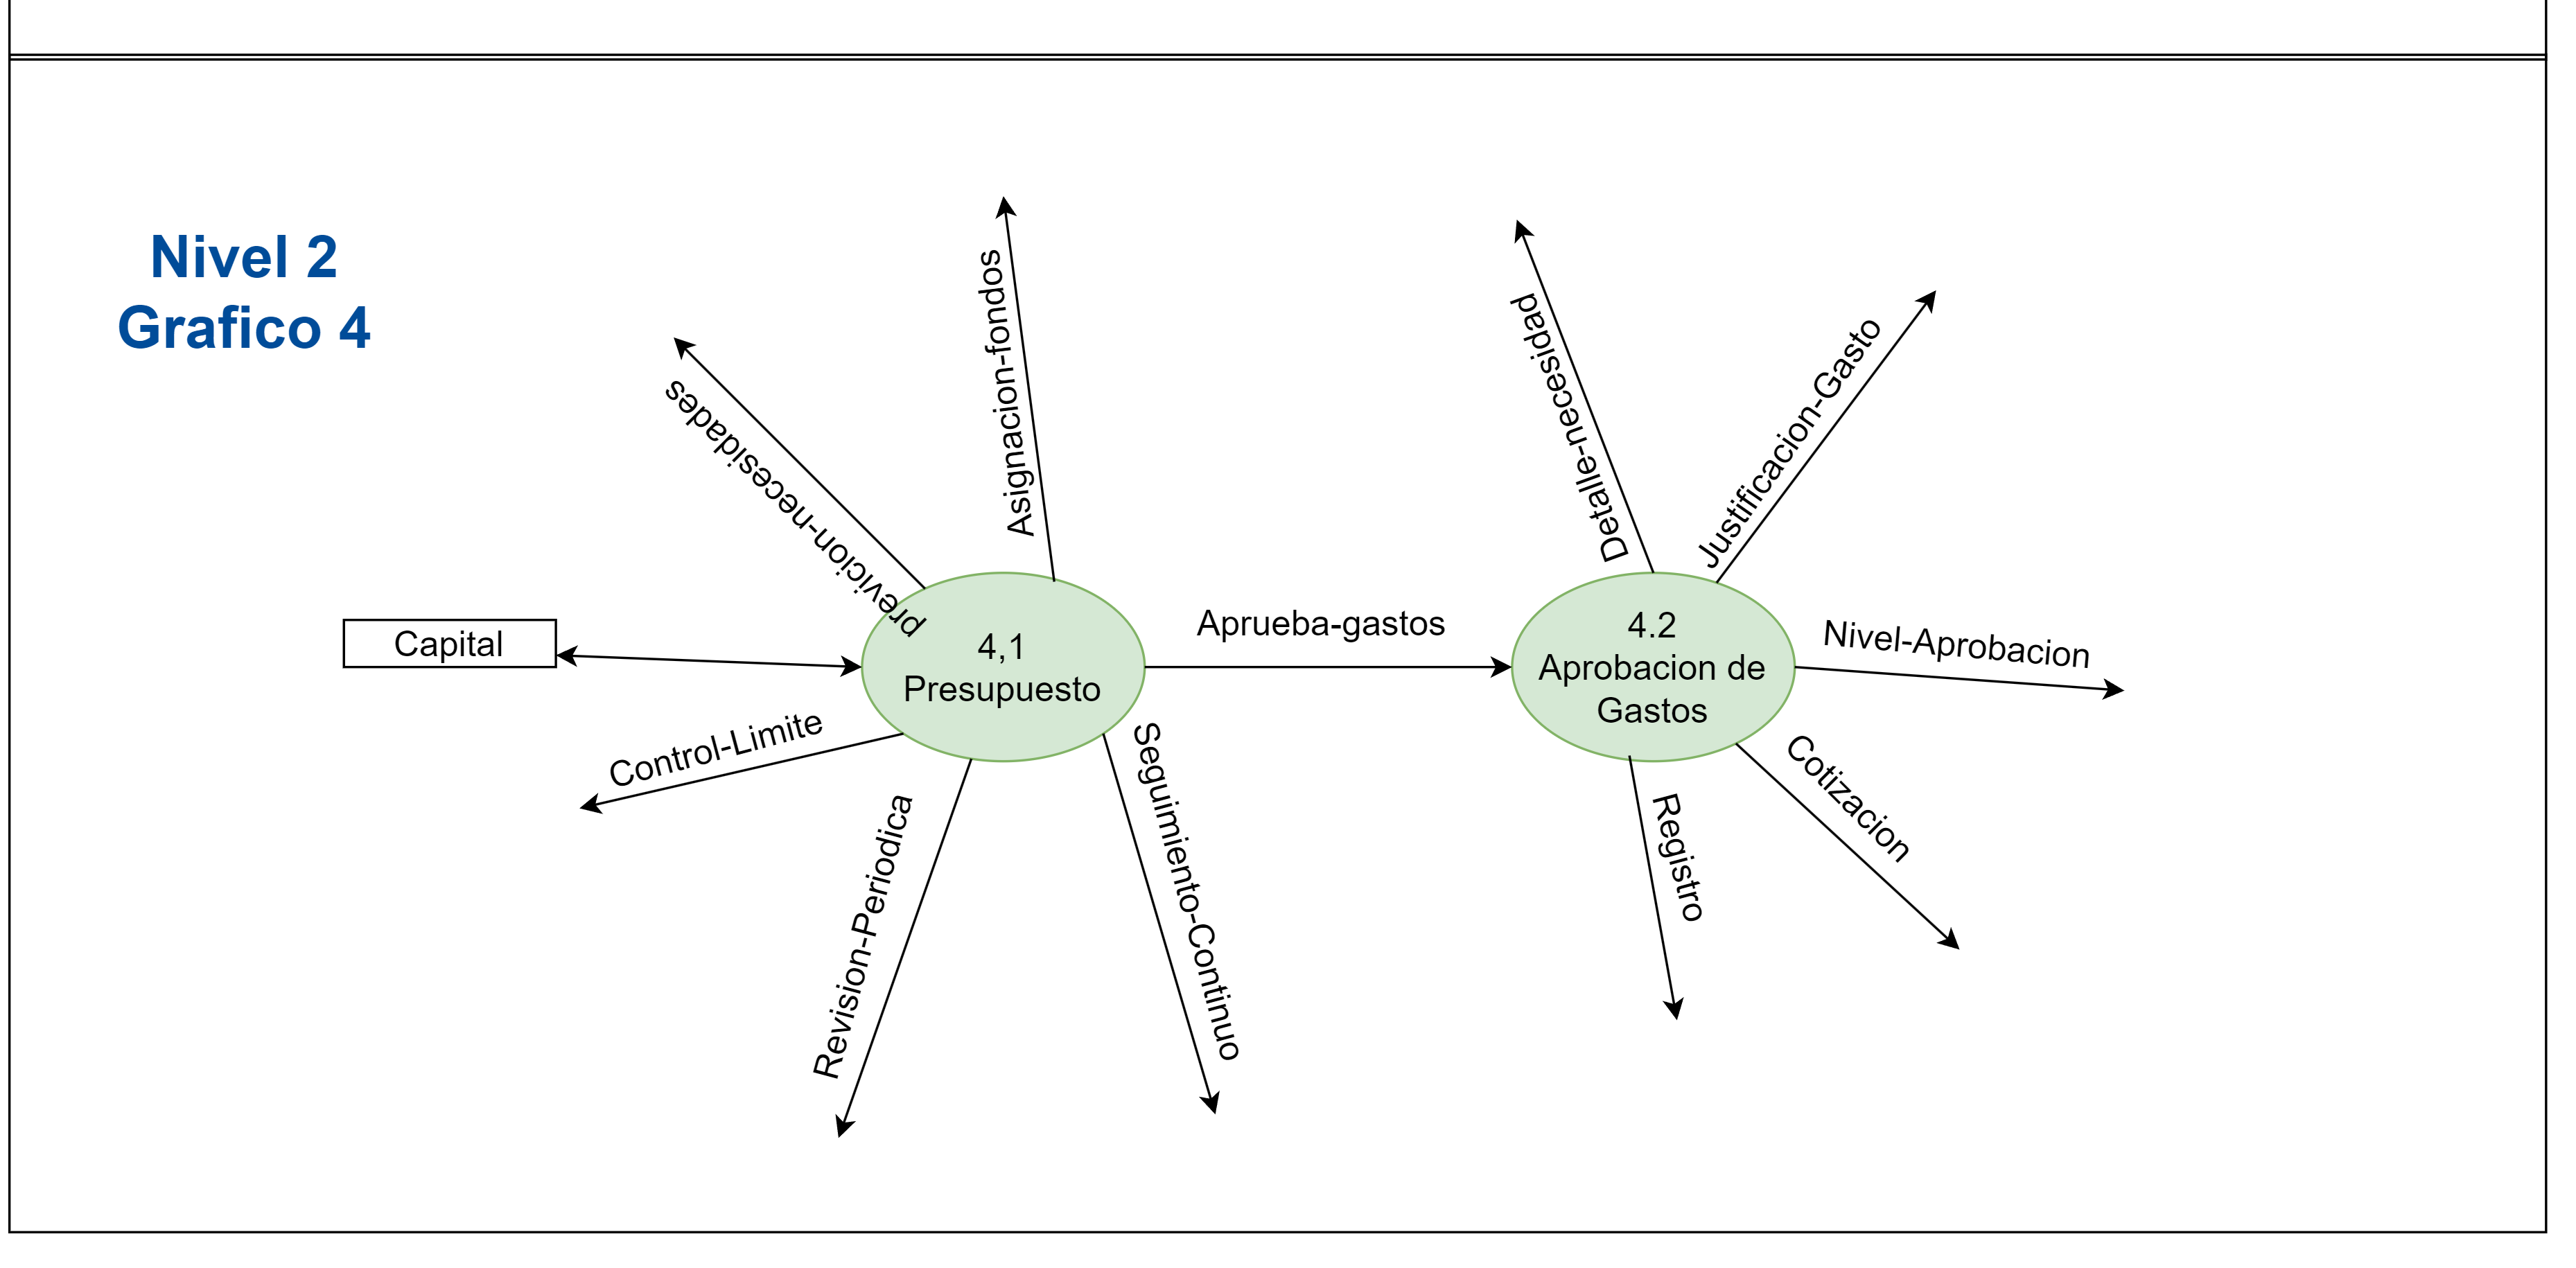 Nivel 2
Grafico 4
previcion-necesidades
Asignacion-fondos
Detalle-necesidad
Justificacion-Gasto
Capital
4,1
Presupuesto
Aprueba-gastos
4.2
Aprobacion de
Gastos
Nivel-Aprobacion
Control-Limite
Revision-Periodica
Seguimiento-Continuo
Registro
Cotizacion